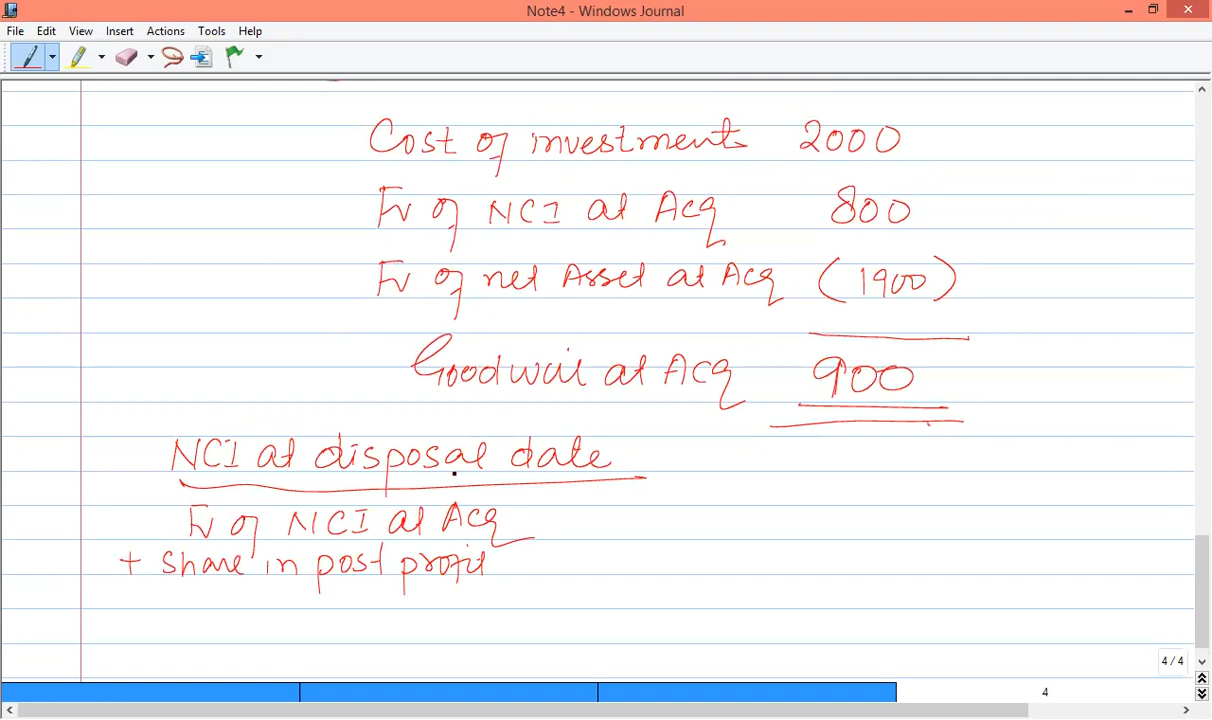 Note4 - Windows Journal
File Edit View Insert Actions Tools Help
Cost of investment 2000
Fv of NCI at Acq 800
Fv of net Asset at Acq (1900)
Goodwill at Acq 900
NCI at disposal date
Fv of NCI at Acq
+ Share in post profit
4 / 4
4